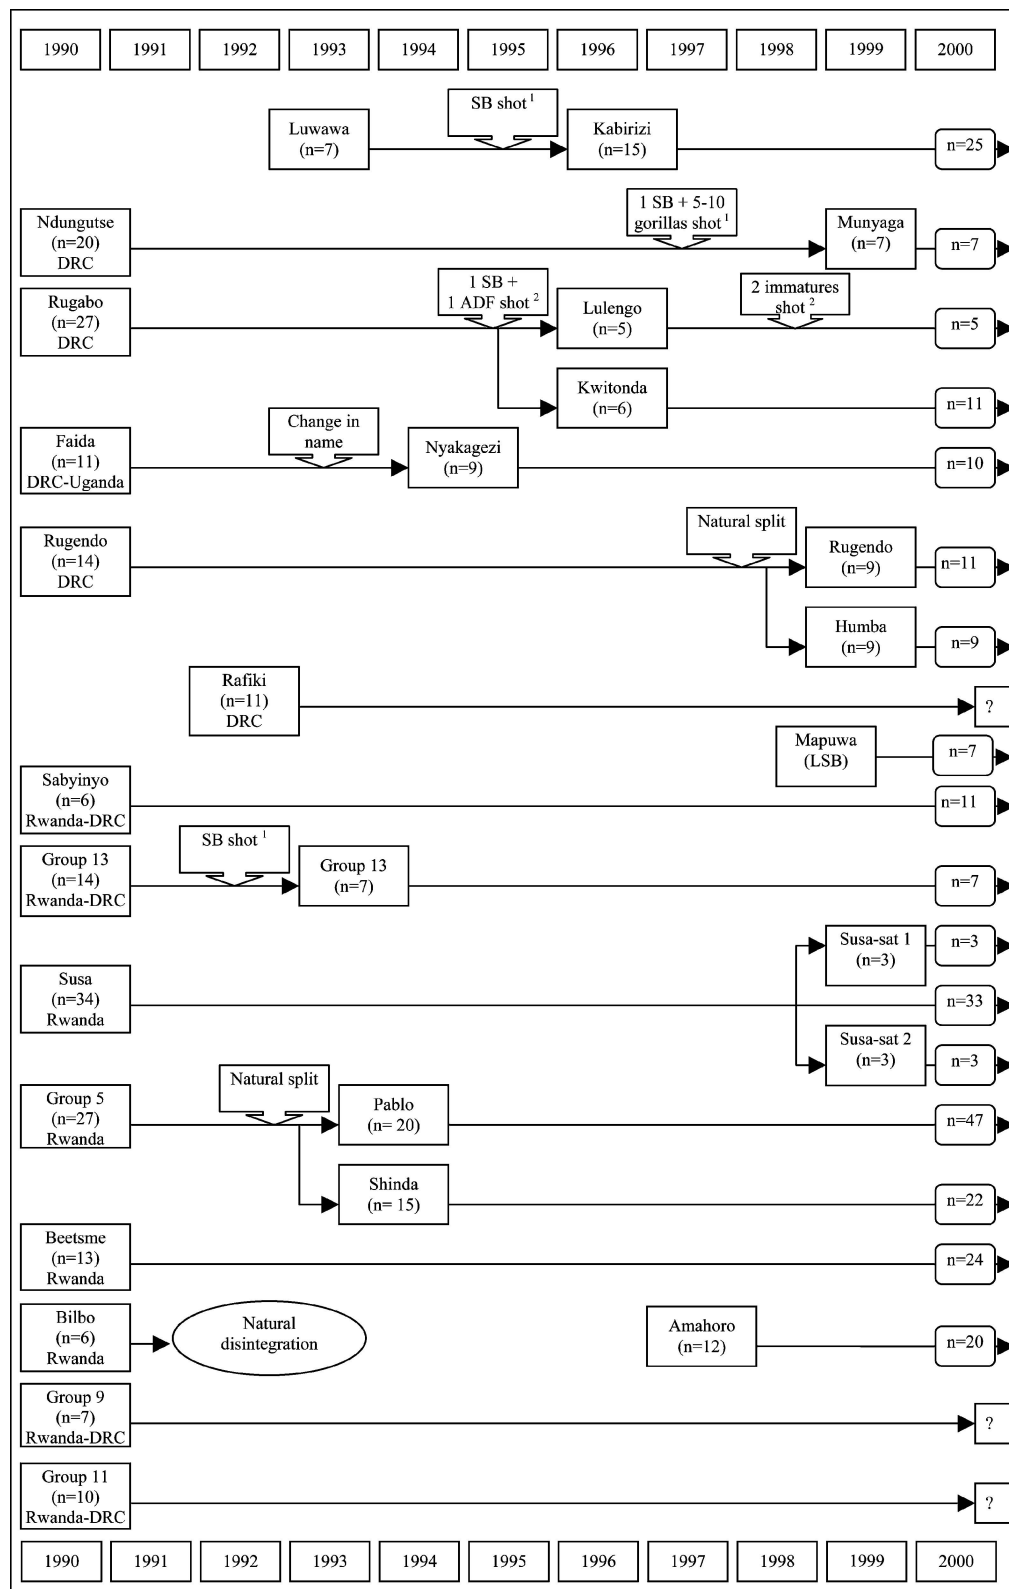 1990 1991 1992 1993 1994 1995 1996 1997 1998 1999 2000
SB shot 1
Luwawa
(n=7)
Kabirizi
(n=15)
n=25
1 SB + 5-10
gorillas shot 1
Ndungutse
(n=20)
DRC
Munyaga
(n=7)
n=7
1 SB +
1 ADF shot 2
2 immatures
shot 2
Rugabo
(n=27)
DRC
Lulengo
(n=5)
n=5
Kwitonda
(n=6)
n=11
Change in
name
Faida
(n=11)
DRC-Uganda
Nyakagezi
(n=9)
n=10
Natural split
Rugendo
(n=14)
DRC
Rugendo
(n=9)
n=11
Humba
(n=9)
n=9
Rafiki
(n=11)
DRC
?
Mapuwa
(LSB)
n=7
Sabyinyo
(n=6)
Rwanda-DRC
n=11
SB shot 1
Group 13
(n=14)
Rwanda-DRC
Group 13
(n=7)
n=7
Susa-sat 1
(n=3)
n=3
Susa
(n=34)
Rwanda
n=33
Susa-sat 2
(n=3)
n=3
Natural split
Group 5
(n=27)
Rwanda
Pablo
(n= 20)
n=47
Shinda
(n= 15)
n=22
Beetsme
(n=13)
Rwanda
n=24
Bilbo
(n=6)
Rwanda
Natural
disintegration
Amahoro
(n=12)
n=20
Group 9
(n=7)
Rwanda-DRC
?
Group 11
(n=10)
Rwanda-DRC
?
1990 1991 1992 1993 1994 1995 1996 1997 1998 1999 2000